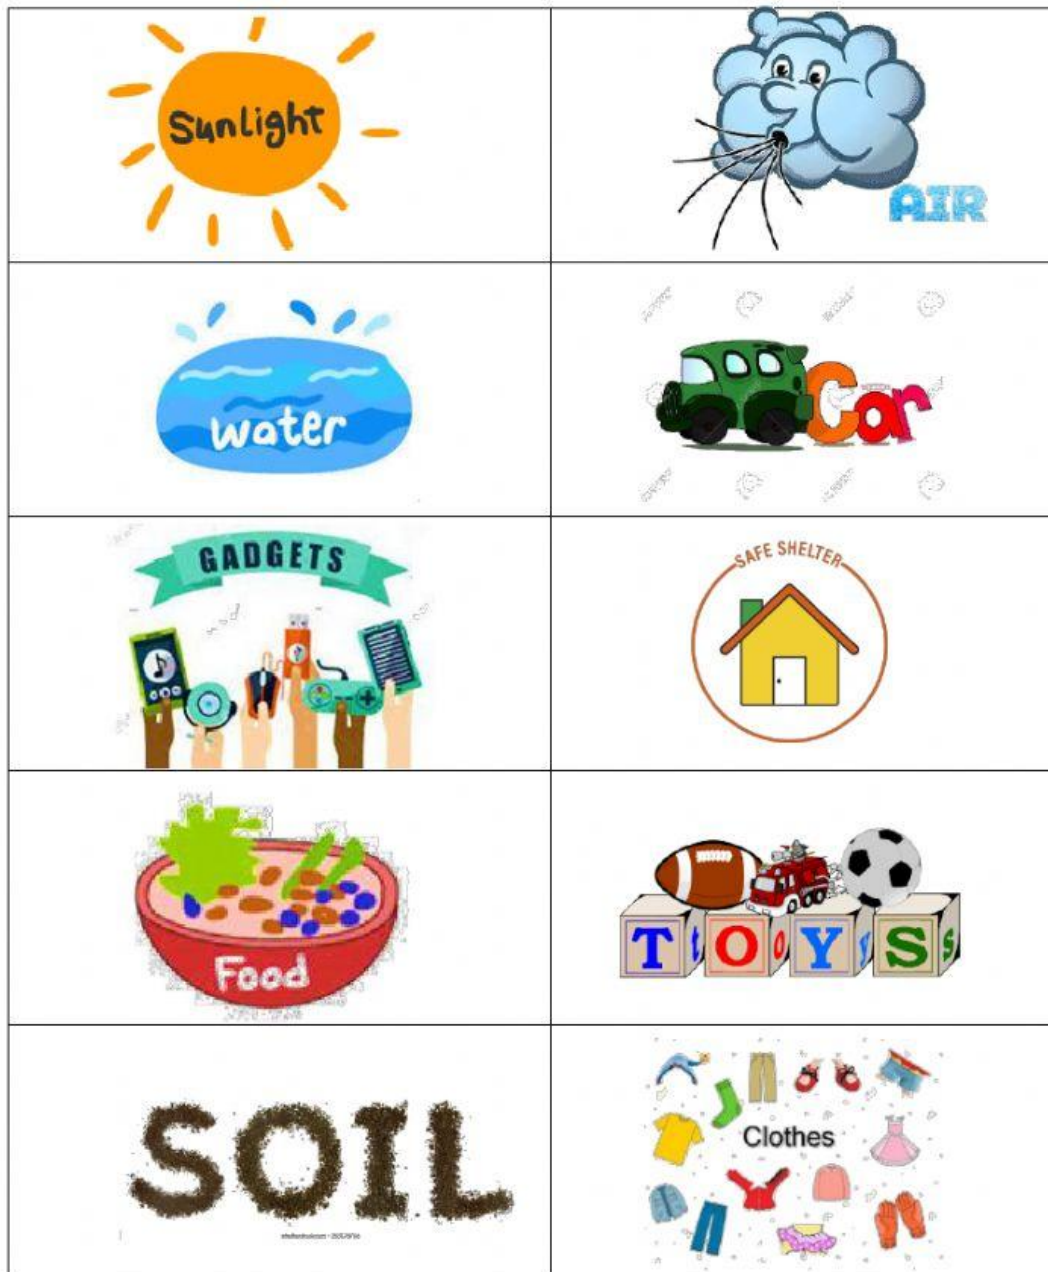 Sunlight
AIR
water
Car
GADGETS
SAFE SHELTER
Food
T t O o Y y S s
SOIL
Clothes